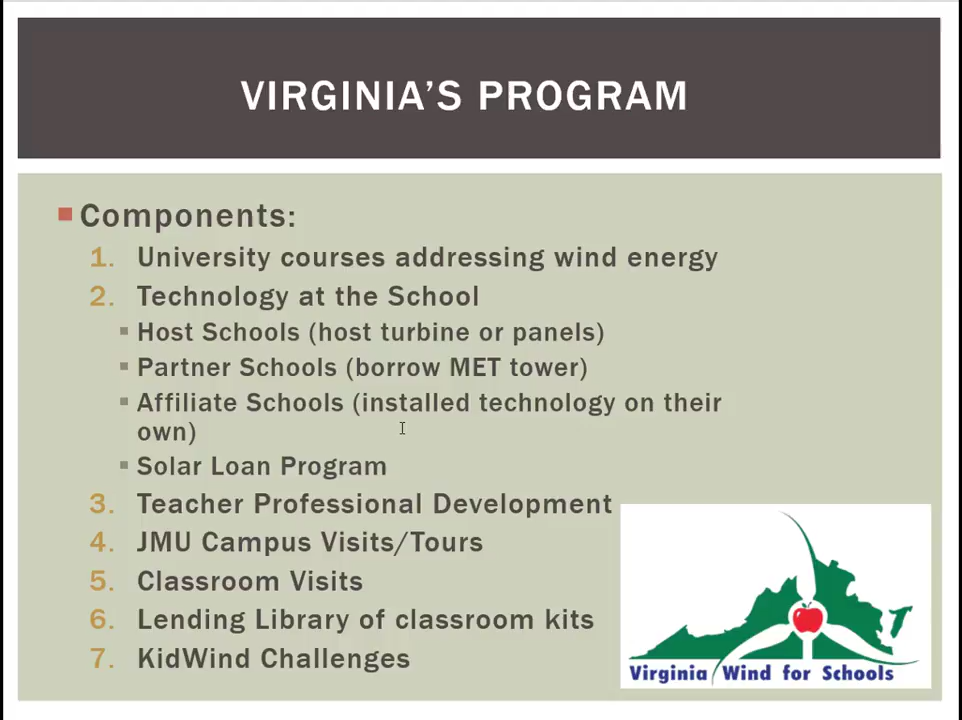 VIRGINIA'S PROGRAM
Components:
1. University courses addressing wind energy
2. Technology at the School
Host Schools (host turbine or panels)
Partner Schools (borrow MET tower)
Affiliate Schools (installed technology on their
own)
Solar Loan Program
3. Teacher Professional Development
4. JMU Campus Visits/Tours
5. Classroom Visits
6. Lending Library of classroom kits
7. KidWind Challenges
Virginia Wind for Schools